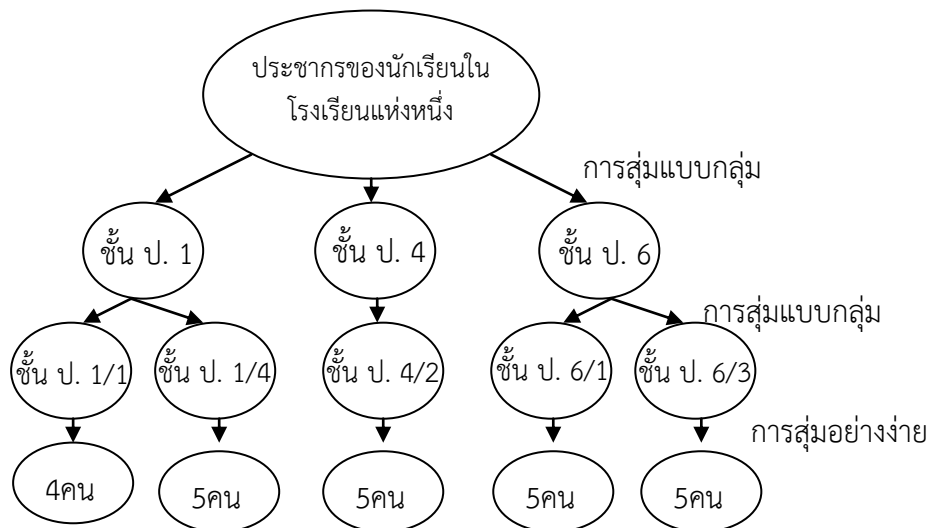 ประชากรของนักเรียนใน
โรงเรียนแห่งหนึ่ง
การสุ่มแบบกลุ่ม
ชั้น ป. 1
ชั้น ป. 4
ชั้น ป. 6
การสุ่มแบบกลุ่ม
ชั้น ป. 1/1
ชั้น ป. 1/4
ชั้น ป. 4/2
ชั้น ป. 6/1
ชั้น ป. 6/3
การสุ่มอย่างง่าย
4คน
5คน
5คน
5คน
5คน